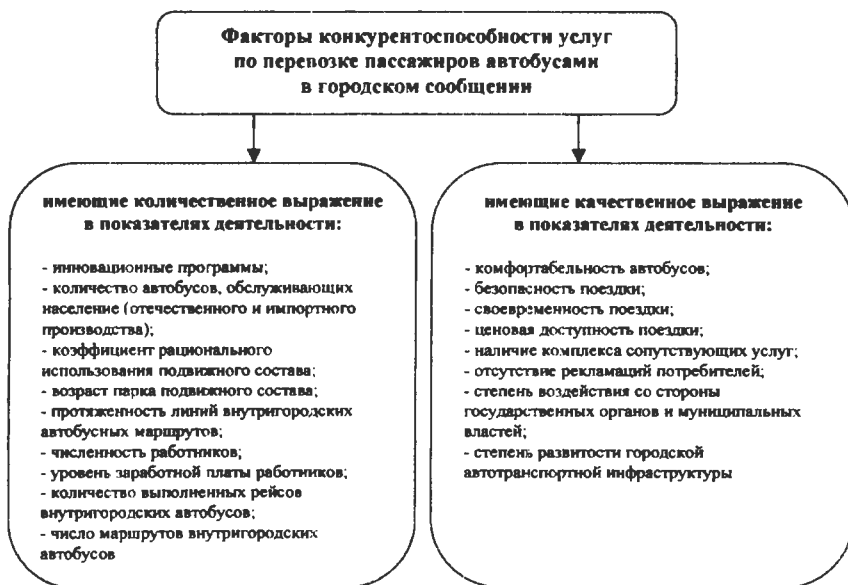 Факторы конкурентоспособности услуг
по перевозке пассажиров автобусами
в городском сообщении
имеющие количественное выражение
в показателях деятельности:
- инновационные программы;
- количество автобусов, обслуживающих
население (отечественного и импортного
производства);
- коэффициент рационального
использования подвижного состава;
- возраст парка подвижного состава;
- протяженность линий внутригородских
автобусных маршрутов;
- численность работников;
- уровень заработной платы работников;
- количество выполненных рейсов
внутригородских автобусов;
- число маршрутов внутригородских
автобусов
имеющие качественное выражение
в показателях деятельности:
- комфортабельность автобусов;
- безопасность поездки;
- своевременность поездки;
- ценовая доступность поездки;
- наличие комплекса сопутствующих услуг;
- отсутствие рекламаций потребителей;
- степень воздействия со стороны
государственных органов и муниципальных
властей;
- степень развитости городской
автотранспортной инфраструктуры